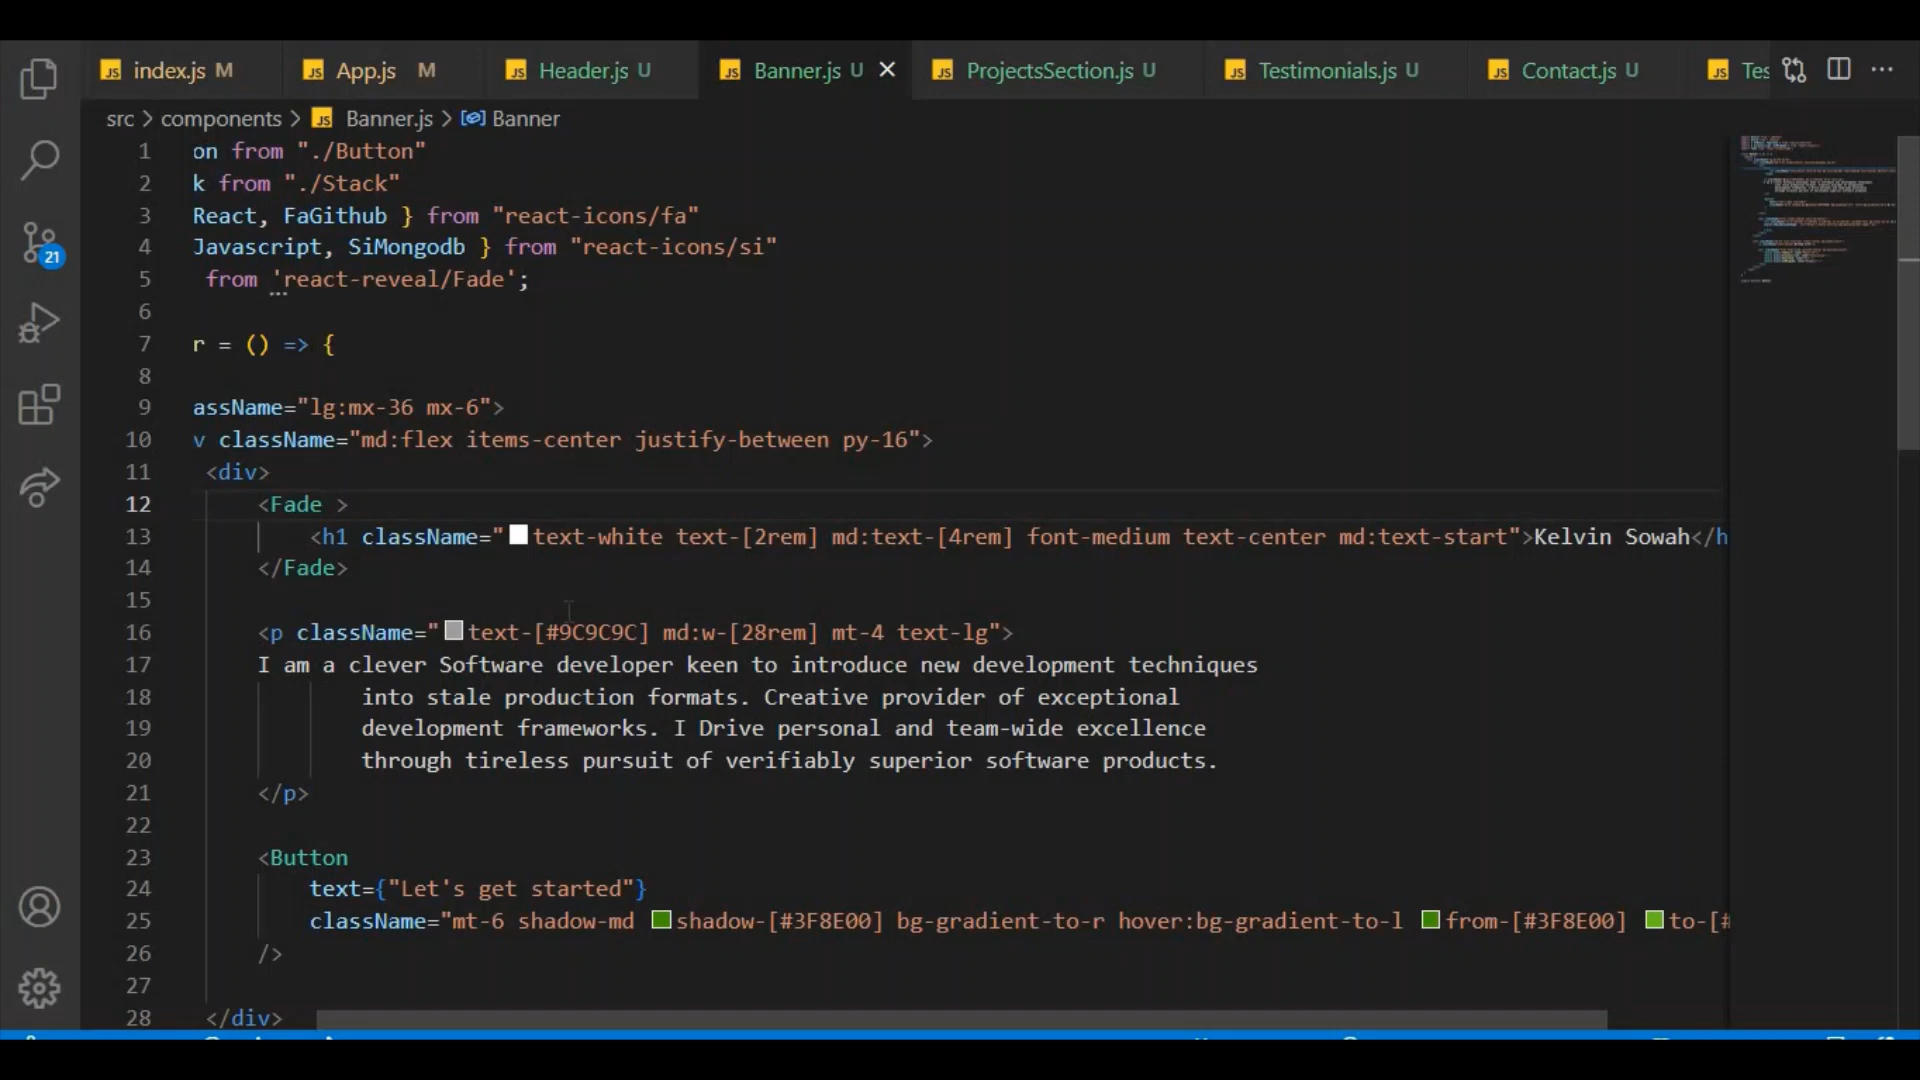 index.js M App.js M Header.js U Banner.js U ProjectsSection.js U Testimonials.js U Contact.js U Tes
src > components > Banner.js > Banner
1 on from "./Button"
2 k from "./Stack"
3 React, FaGithub } from "react-icons/fa"
4 Javascript, SiMongodb } from "react-icons/si"
5 from 'react-reveal/Fade';
6
7 r = () => {
8
9 assName="lg:mx-36 mx-6">
10 v className="md:flex items-center justify-between py-16">
11 <div>
12 <Fade >
13 <h1 className="text-white text-[2rem] md:text-[4rem] font-medium text-center md:text-start">Kelvin Sowah</h
14 </Fade>
15
16 <p className="text-[#9C9C9C] md:w-[28rem] mt-4 text-lg">
17 I am a clever Software developer keen to introduce new development techniques
18 into stale production formats. Creative provider of exceptional
19 development frameworks. I Drive personal and team-wide excellence
20 through tireless pursuit of verifiably superior software products.
21 </p>
22
23 <Button
24 text={"Let's get started"}
25 className="mt-6 shadow-md shadow-[#3F8E00] bg-gradient-to-r hover:bg-gradient-to-l from-[#3F8E00] to-[#
26 />
27
28 </div>
21